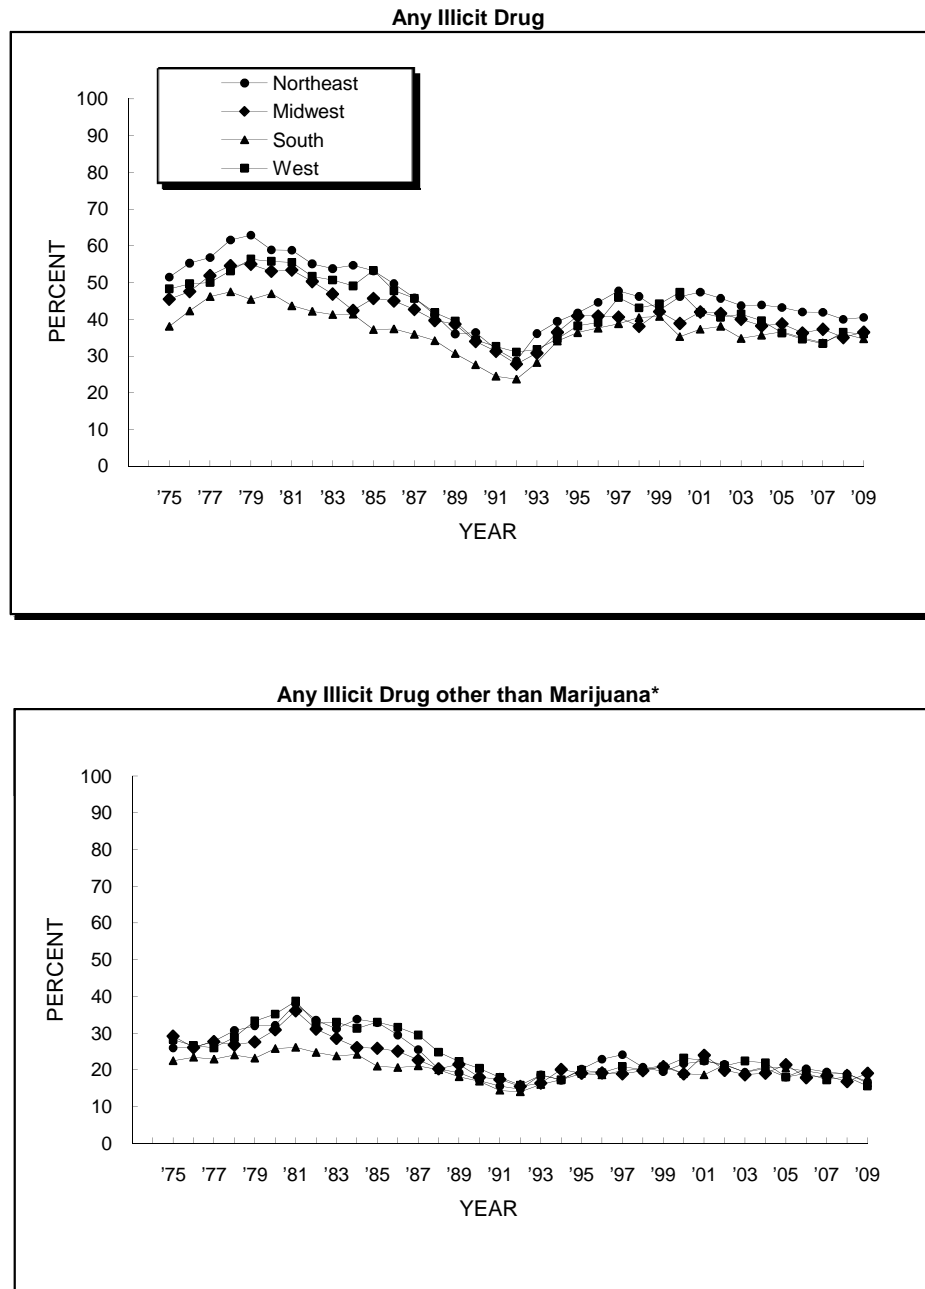 Any Illicit Drug
Northeast
Midwest
South
West
100
90
80
70
60
50
40
30
20
10
0
PERCENT
’75 ’77 ’79 ’81 ’83 ’85 ’87 ’89 ’91 ’93 ’95 ’97 ’99 ’01 ’03 ’05 ’07 ’09
YEAR
Any Illicit Drug other than Marijuana*
100
90
80
70
60
50
40
30
20
10
0
PERCENT
’75 ’77 ’79 ’81 ’83 ’85 ’87 ’89 ’91 ’93 ’95 ’97 ’99 ’01 ’03 ’05 ’07 ’09
YEAR